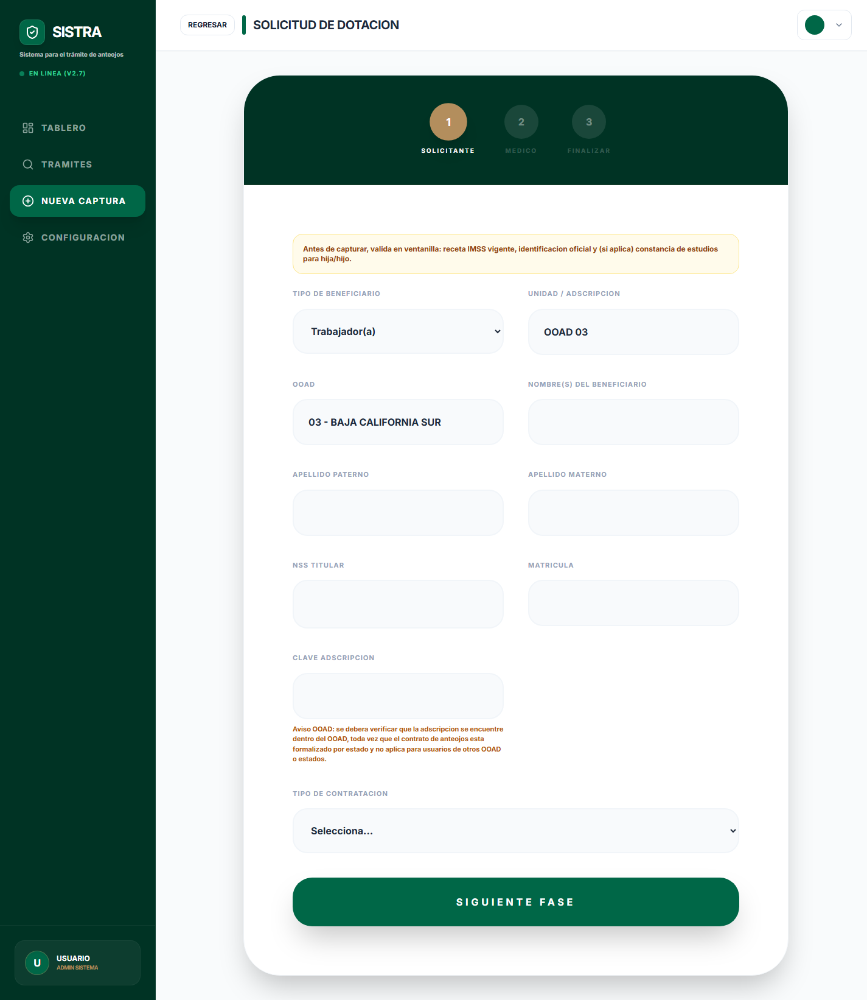 SISTRA
Sistema para el trámite de anteojos
EN LINEA (V2.7)
TABLERO
TRAMITES
NUEVA CAPTURA
CONFIGURACION
U
USUARIO
ADMIN SISTEMA
REGRESAR
SOLICITUD DE DOTACION
1
SOLICITANTE
2
MEDICO
3
FINALIZAR
Antes de capturar, valida en ventanilla: receta IMSS vigente, identificacion oficial y (si aplica) constancia de estudios
para hija/hijo.
TIPO DE BENEFICIARIO
Trabajador(a)
UNIDAD / ADSCRIPCION
OOAD 03
OOAD
03 - BAJA CALIFORNIA SUR
NOMBRE(S) DEL BENEFICIARIO
APELLIDO PATERNO
APELLIDO MATERNO
NSS TITULAR
MATRICULA
CLAVE ADSCRIPCION
Aviso OOAD: se debera verificar que la adscripcion se encuentre
dentro del OOAD, toda vez que el contrato de anteojos esta
formalizado por estado y no aplica para usuarios de otros OOAD
o estados.
TIPO DE CONTRATACION
Selecciona...
SIGUIENTE FASE